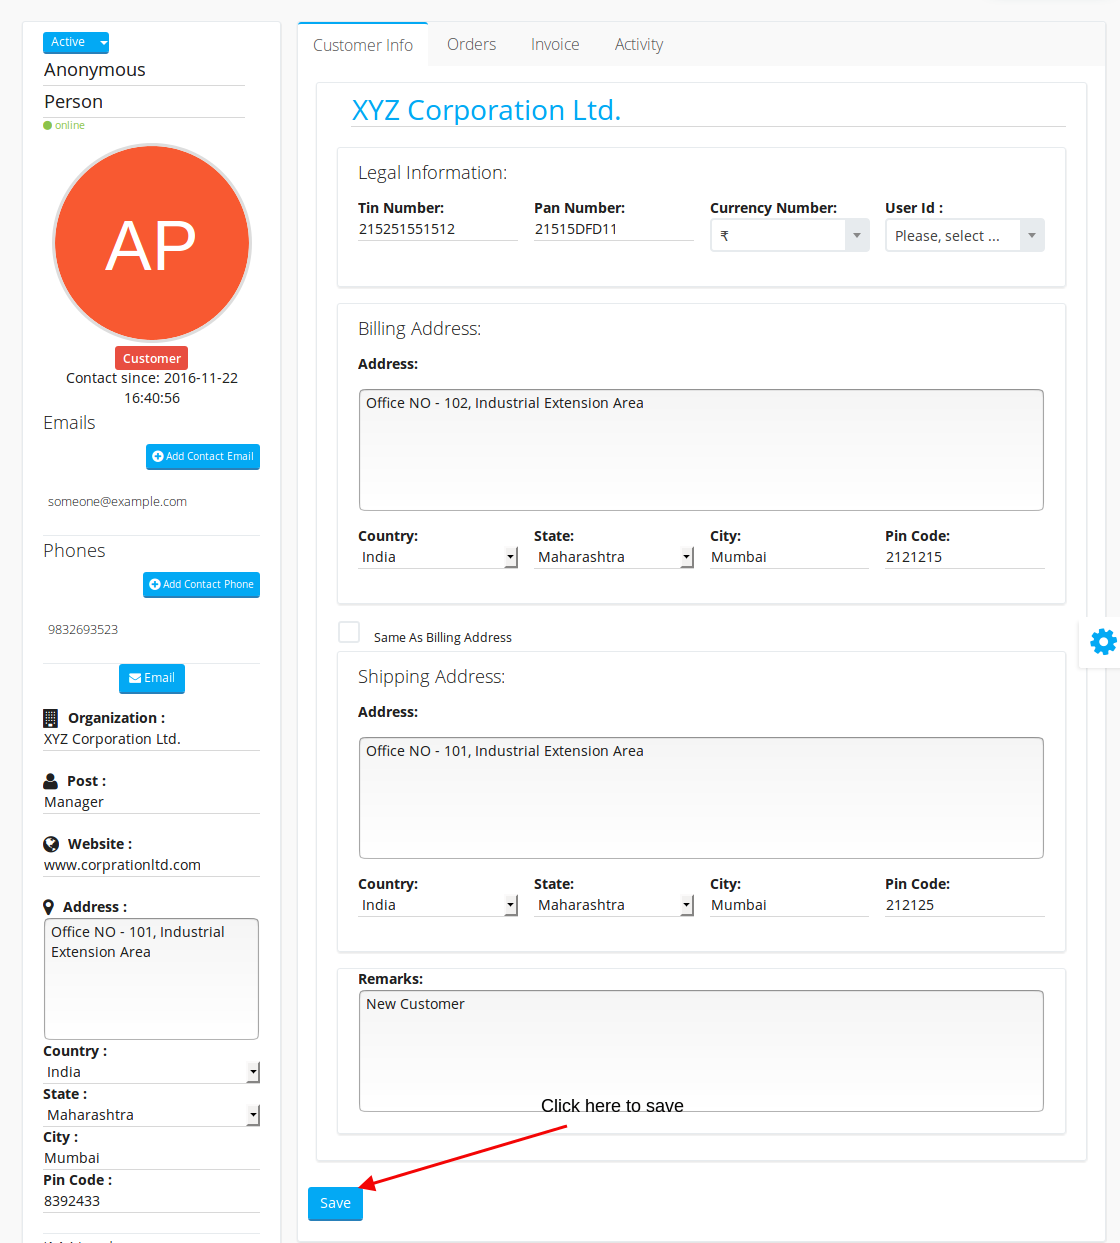 Active
Anonymous
Person
online
AP
Customer
Contact since: 2016-11-22
16:40:56
Emails
Add Contact Email
someone@example.com
Phones
Add Contact Phone
9832693523
Email
Organization :
XYZ Corporation Ltd.
Post :
Manager
Website :
www.corprationltd.com
Address :
Office NO - 101, Industrial
Extension Area
Country :
India
State :
Maharashtra
City :
Mumbai
Pin Code :
8392433
Customer Info Orders Invoice Activity
XYZ Corporation Ltd.
Legal Information:
Tin Number: Pan Number: Currency Number: User Id :
215251551512 21515DFD11 ₹ Please, select ...
Billing Address:
Address:
Office NO - 102, Industrial Extension Area
Country: State: City: Pin Code:
India Maharashtra Mumbai 2121215
Same As Billing Address
Shipping Address:
Address:
Office NO - 101, Industrial Extension Area
Country: State: City: Pin Code:
India Maharashtra Mumbai 212125
Remarks:
New Customer
Click here to save
Save